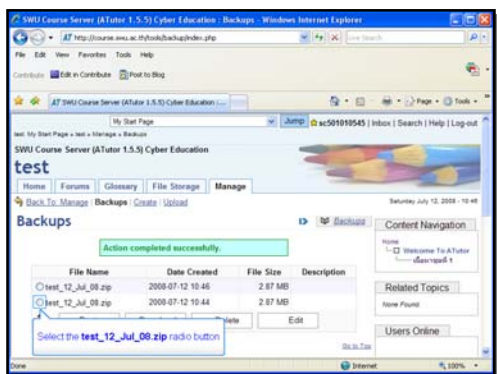 SWU Course Server (ATutor 1.5.5) Cyber Education : Backups - Windows Internet Explorer
http://course.swu.ac.th/tools/backup/index.php Live Search
File Edit View Favorites Tools Help
Contribute Edit in Contribute Post to Blog
SWU Course Server (ATutor 1.5.5) Cyber Education : ... Page Tools
My Start Page Jump sc501010545 | Inbox | Search | Help | Log-out
test: My Start Page » test » Manage » Backups
SWU Course Server (ATutor 1.5.5) Cyber Education
test
Home Forums Glossary File Storage Manage
Back To Manage | Backups | Create | Upload Saturday July 12, 2008 - 10:46
Backups Backups Content Navigation
Home
Action completed successfully. Welcome To ATutor
File Name Date Created File Size Description
test_12_Jul_08.zip 2008-07-12 10:46 2.87 MB Related Topics
test_12_Jul_08.zip 2008-07-12 10:44 2.87 MB None Found
Edit
Select the test_12_Jul_08.zip radio button Users Online
Go to Top
Done Internet 100%